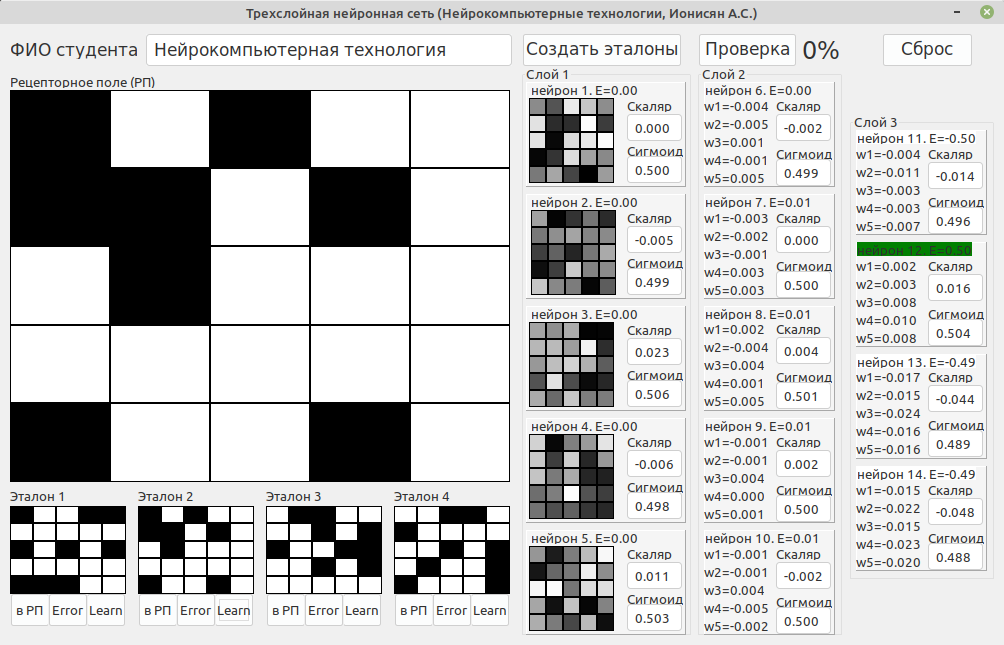 Трехслойная нейронная сеть (Нейрокомпьютерные технологии, Ионисян А.С.)
ФИО студента
Нейрокомпьютерная технология
Создать эталоны
Проверка
0%
Сброс
Рецепторное поле (РП)
Эталон 1
в РП
Error
Learn
Эталон 2
в РП
Error
Learn
Эталон 3
в РП
Error
Learn
Эталон 4
в РП
Error
Learn
Слой 1
нейрон 1. E=0.00
Скаляр
0.000
Сигмоид
0.500
нейрон 2. E=0.00
Скаляр
-0.005
Сигмоид
0.499
нейрон 3. E=0.00
Скаляр
0.023
Сигмоид
0.506
нейрон 4. E=0.00
Скаляр
-0.006
Сигмоид
0.498
нейрон 5. E=0.00
Скаляр
0.011
Сигмоид
0.503
Слой 2
нейрон 6. E=0.00
w1=-0.004 Скаляр
w2=-0.005
w3=0.001
w4=-0.001
w5=0.005
-0.002
Сигмоид
0.499
нейрон 7. E=0.01
w1=-0.003 Скаляр
w2=-0.002
w3=-0.001
w4=0.003
w5=0.003
0.000
Сигмоид
0.500
нейрон 8. E=0.01
w1=0.002 Скаляр
w2=-0.004
w3=0.004
w4=0.001
w5=0.005
0.004
Сигмоид
0.501
нейрон 9. E=0.01
w1=-0.001 Скаляр
w2=-0.001
w3=0.004
w4=0.000
w5=0.001
0.002
Сигмоид
0.500
нейрон 10. E=0.01
w1=-0.001 Скаляр
w2=-0.001
w3=0.004
w4=-0.005
w5=-0.002
-0.002
Сигмоид
0.500
Слой 3
нейрон 11. E=-0.50
w1=-0.004 Скаляр
w2=-0.011
w3=-0.003
w4=-0.003
w5=-0.007
-0.014
Сигмоид
0.496
нейрон 12. E=0.50
w1=0.002 Скаляр
w2=0.003
w3=0.008
w4=0.010
w5=0.008
0.016
Сигмоид
0.504
нейрон 13. E=-0.49
w1=-0.017 Скаляр
w2=-0.015
w3=-0.024
w4=-0.016
w5=-0.016
-0.044
Сигмоид
0.489
нейрон 14. E=-0.49
w1=-0.015 Скаляр
w2=-0.022
w3=-0.015
w4=-0.023
w5=-0.020
-0.048
Сигмоид
0.488